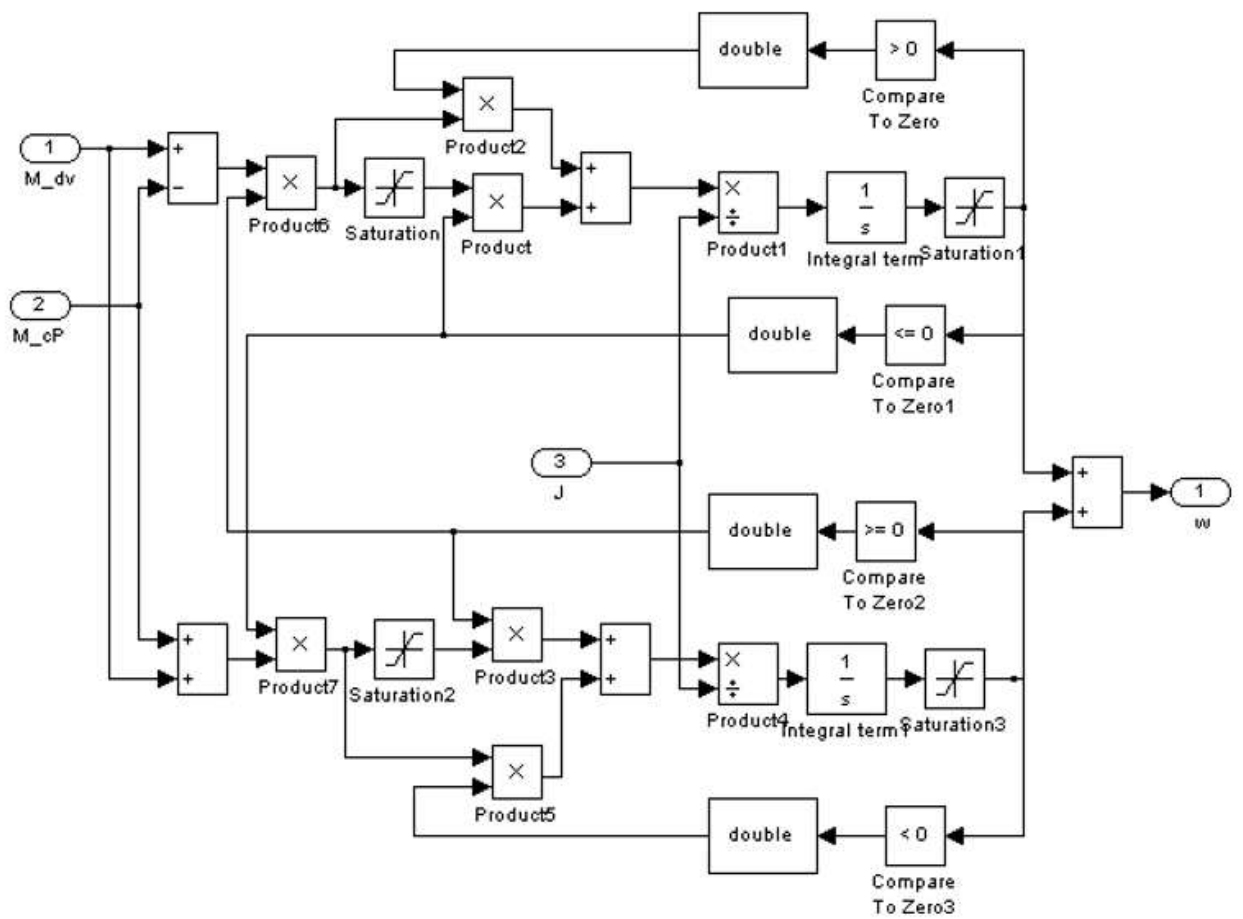 double
> 0
Compare
To Zero
×
Product2
1
M_dv
+
−
×
Product6
Saturation
×
Product
+
+
×
÷
Product1
1
s
Integral term
Saturation1
2
M_cP
double
<= 0
Compare
To Zero1
3
J
+
+
1
w
double
>= 0
Compare
To Zero2
+
+
×
Product7
Saturation2
×
Product3
+
+
×
÷
Product4
1
s
Integral term1
Saturation3
×
Product5
double
< 0
Compare
To Zero3